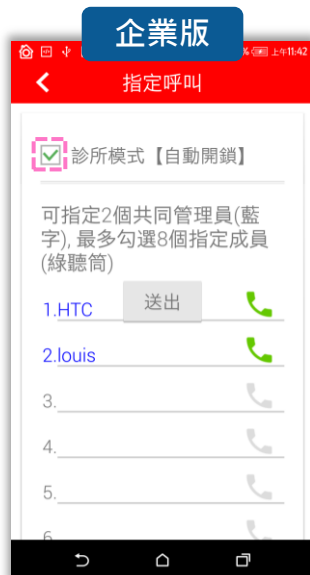 企業版
% 上午11:42
指定呼叫
診所模式【自動開鎖】
可指定2個共同管理員(藍
字), 最多勾選8個指定成員
(綠聽筒)
送出
1.HTC
2.louis
3.
4.
5.
6.